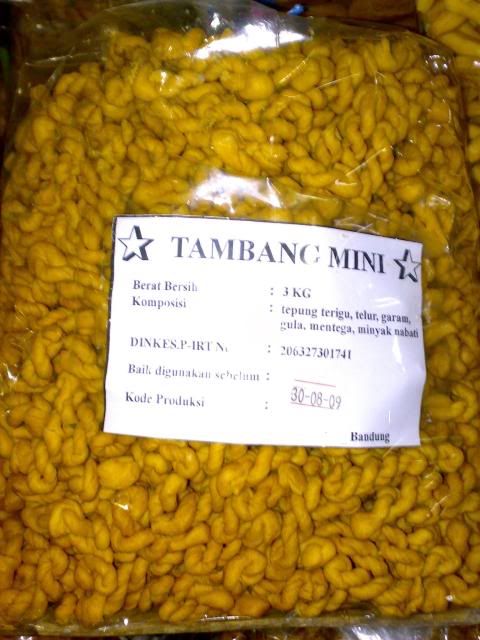 TAMBANG MINI
Berat Bersih : 3 KG
Komposisi : tepung terigu, telur, garam,
gula, mentega, minyak nabati
DINKES.P-IRT No : 206327301741
Baik digunakan sebelum :
30-08-09
Kode Produksi :
Bandung